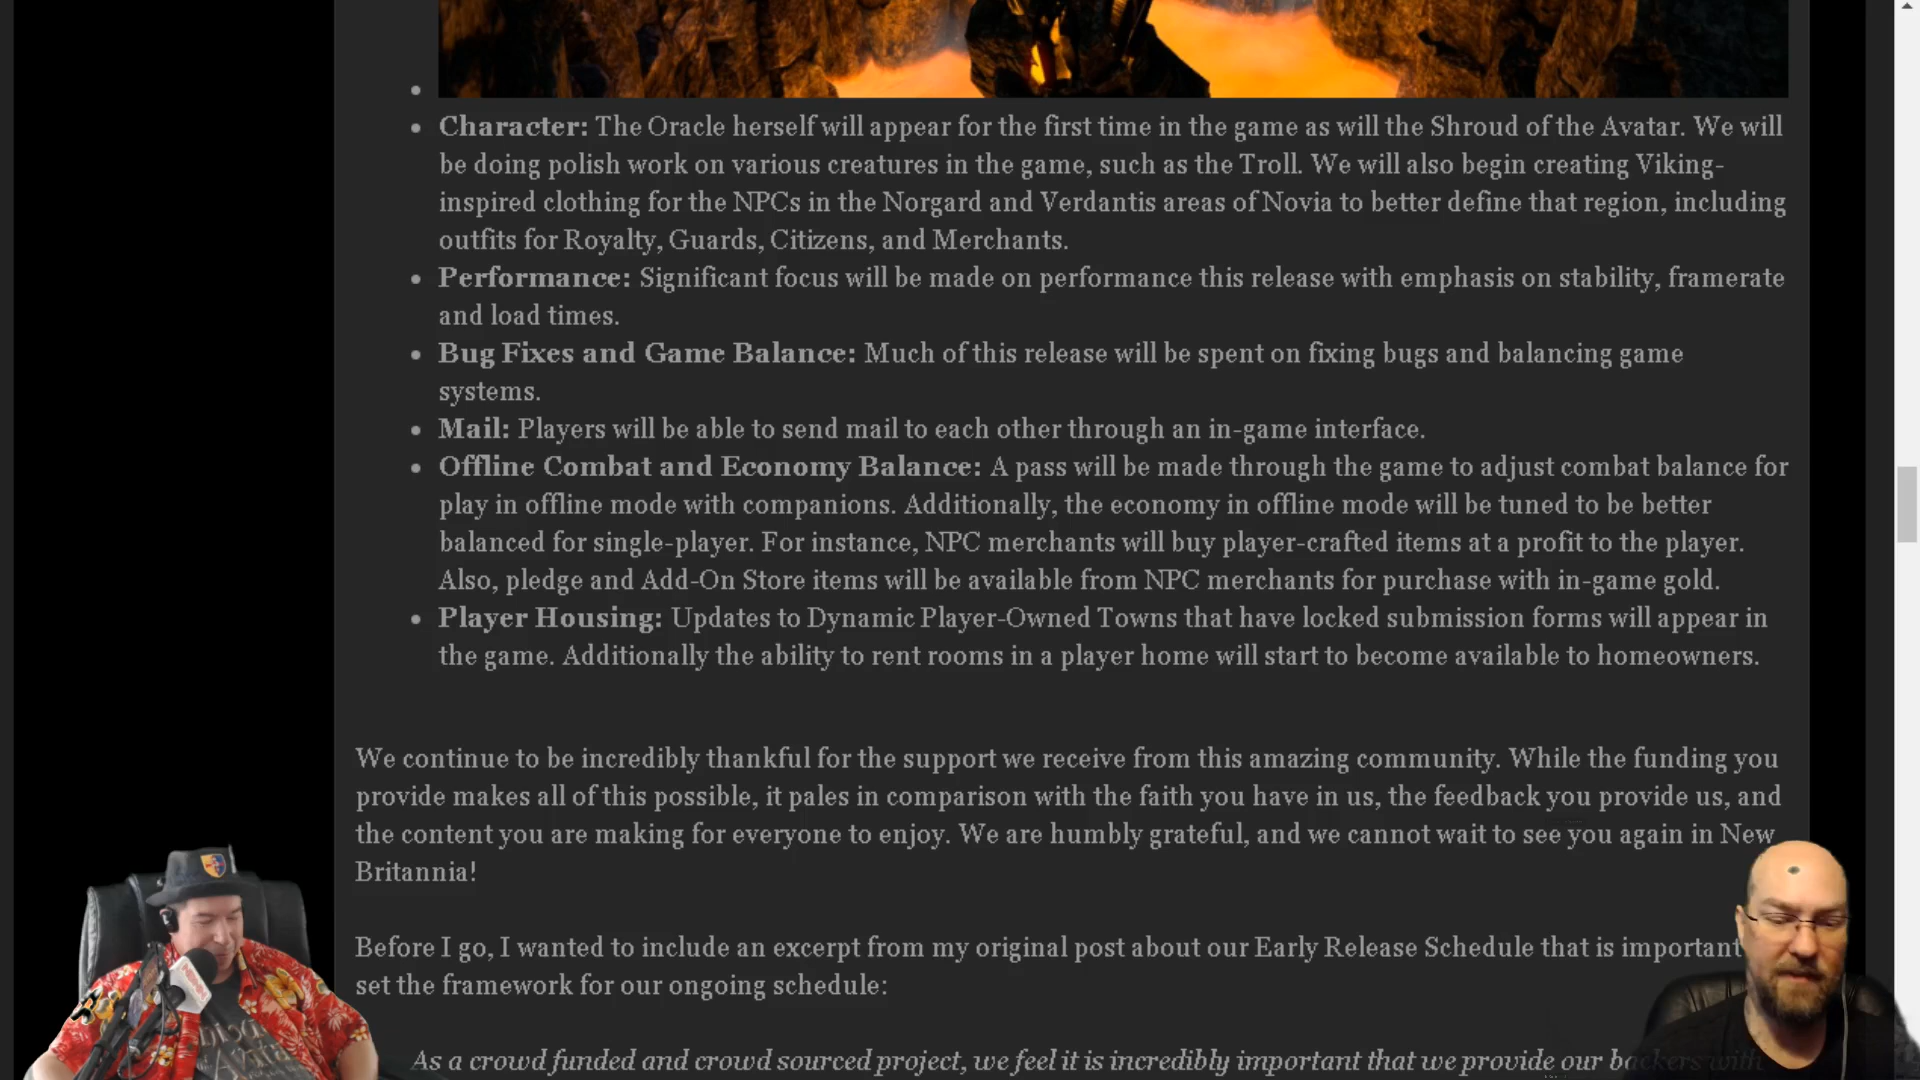 Character: The Oracle herself will appear for the first time in the game as will the Shroud of the Avatar. We will
be doing polish work on various creatures in the game, such as the Troll. We will also begin creating Viking-
inspired clothing for the NPCs in the Norgard and Verdantis areas of Novia to better define that region, including
outfits for Royalty, Guards, Citizens, and Merchants.
Performance: Significant focus will be made on performance this release with emphasis on stability, framerate
and load times.
Bug Fixes and Game Balance: Much of this release will be spent on fixing bugs and balancing game
systems.
Mail: Players will be able to send mail to each other through an in-game interface.
Offline Combat and Economy Balance: A pass will be made through the game to adjust combat balance for
play in offline mode with companions. Additionally, the economy in offline mode will be tuned to be better
balanced for single-player. For instance, NPC merchants will buy player-crafted items at a profit to the player.
Also, pledge and Add-On Store items will be available from NPC merchants for purchase with in-game gold.
Player Housing: Updates to Dynamic Player-Owned Towns that have locked submission forms will appear in
the game. Additionally the ability to rent rooms in a player home will start to become available to homeowners.
We continue to be incredibly thankful for the support we receive from this amazing community. While the funding you
provide makes all of this possible, it pales in comparison with the faith you have in us, the feedback you provide us, and
the content you are making for everyone to enjoy. We are humbly grateful, and we cannot wait to see you again in New
Britannia!
Before I go, I wanted to include an excerpt from my original post about our Early Release Schedule that is important
set the framework for our ongoing schedule:
As a crowd funded and crowd sourced project, we feel it is incredibly important that we provide our backers with